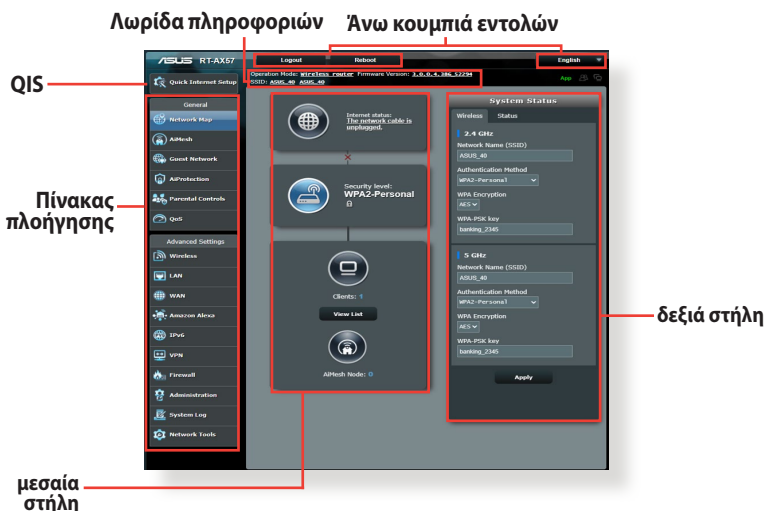 Λωρίδα πληροφοριών
Άνω κουμπιά εντολών
QIS
Πίνακας
πλοήγησης
μεσαία
στήλη
δεξιά στήλη
ASUS RT-AX57
Logout
Reboot
English
Operation Mode: Wireless router Firmware Version: 3.0.0.4.386_52294
SSID: ASUS_40 ASUS_40
App
Quick Internet Setup
General
Network Map
AiMesh
Guest Network
AiProtection
Parental Controls
QoS
Advanced Settings
Wireless
LAN
WAN
Amazon Alexa
IPv6
VPN
Firewall
Administration
System Log
Network Tools
Internet status:
The network cable is
unplugged.
Security level:
WPA2-Personal
Clients: 1
View List
AiMesh Node: 0
System Status
Wireless
Status
2.4 GHz
Network Name (SSID)
ASUS_40
Authentication Method
WPA2-Personal
WPA Encryption
AES
WPA-PSK key
banking_2345
5 GHz
Network Name (SSID)
ASUS_40
Authentication Method
WPA2-Personal
WPA Encryption
AES
WPA-PSK key
banking_2345
Apply